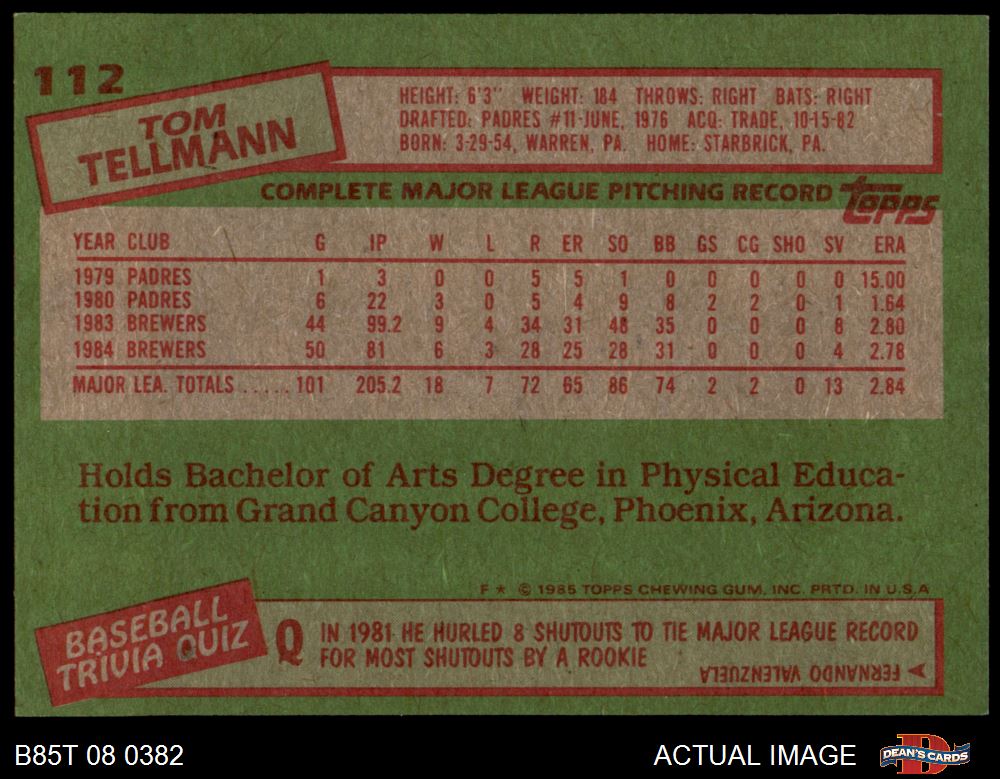 112
TOM
TELLMANN
HEIGHT: 6'3" WEIGHT: 184 THROWS: RIGHT BATS: RIGHT
DRAFTED: PADRES #11-JUNE, 1976 ACQ: TRADE, 10-15-82
BORN: 3-29-54, WARREN, PA. HOME: STARBRICK, PA.
COMPLETE MAJOR LEAGUE PITCHING RECORD topps
YEAR CLUB G IP W L R ER SO BB GS CG SHO SV ERA
1979 PADRES 1 3 0 0 5 5 1 0 0 0 0 0 15.00
1980 PADRES 6 22 3 0 5 4 9 8 2 2 0 1 1.64
1983 BREWERS 44 99.2 9 4 34 31 48 35 0 0 0 8 2.80
1984 BREWERS 50 81 6 3 28 25 28 31 0 0 0 4 2.78
MAJOR LEA. TOTALS ..... 101 205.2 18 7 72 65 86 74 2 2 0 13 2.84
Holds Bachelor of Arts Degree in Physical Educa-
tion from Grand Canyon College, Phoenix, Arizona.
F * © 1985 TOPPS CHEWING GUM, INC. PRTD. IN U.S.A
BASEBALL
TRIVIA QUIZ
Q IN 1981 HE HURLED 8 SHUTOUTS TO TIE MAJOR LEAGUE RECORD
FOR MOST SHUTOUTS BY A ROOKIE
FERNANDO VALENZUELA
B85T 08 0382 ACTUAL IMAGE DEAN'S CARDS